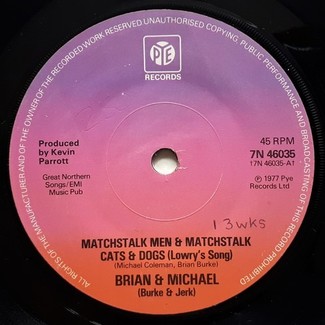 ALL RIGHTS OF THE MANUFACTURER AND OF THE OWNER OF THE RECORDED WORK RESERVED UNAUTHORISED COPYING, PUBLIC PERFORMANCE AND BROADCASTING OF THIS RECORD PROHIBITED
PYE
RECORDS
Produced
by Kevin
Parrott
Great Northern
Songs/EMI
Music Pub
45 RPM
7N 46035
17N 46035-A1
℗ 1977 Pye
Records Ltd
13 wks
MATCHSTALK MEN & MATCHSTALK
CATS & DOGS (Lowry's Song)
(Michael Coleman, Brian Burke)
BRIAN & MICHAEL
(Burke & Jerk)